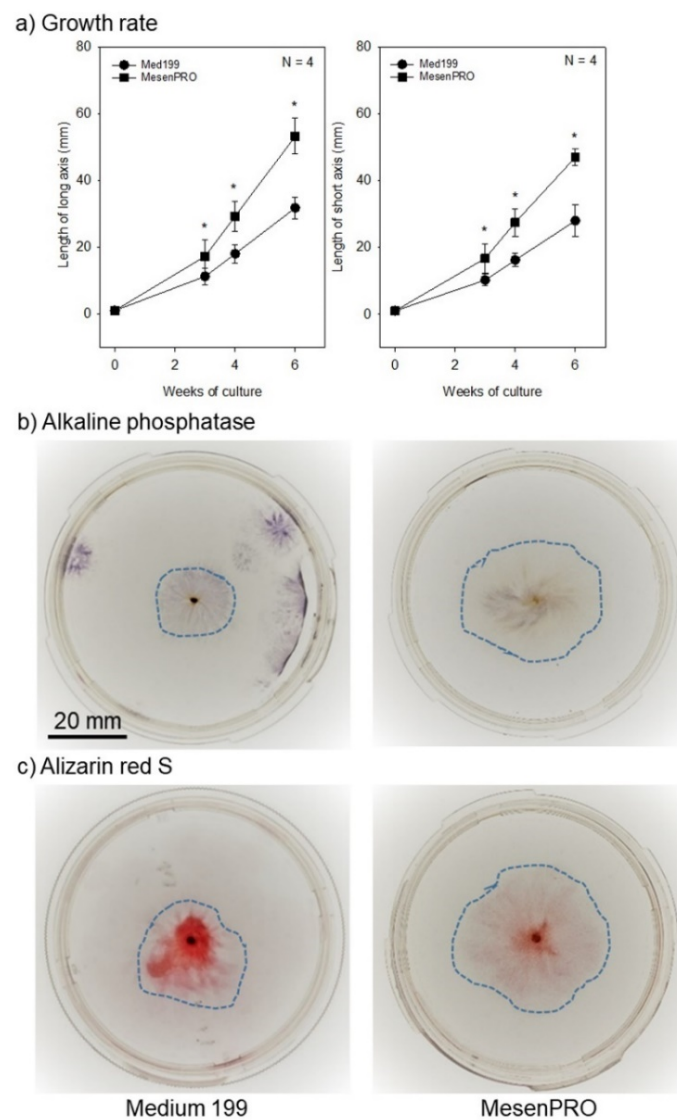 a) Growth rate
80
60
40
20
0
Length of long axis (mm)
Med199
MesenPRO
N = 4
*
*
*
0
2
4
6
Weeks of culture
80
60
40
20
0
Length of short axis (mm)
Med199
MesenPRO
N = 4
*
*
*
0
2
4
6
Weeks of culture
b) Alkaline phosphatase
20 mm
c) Alizarin red S
Medium 199
MesenPRO